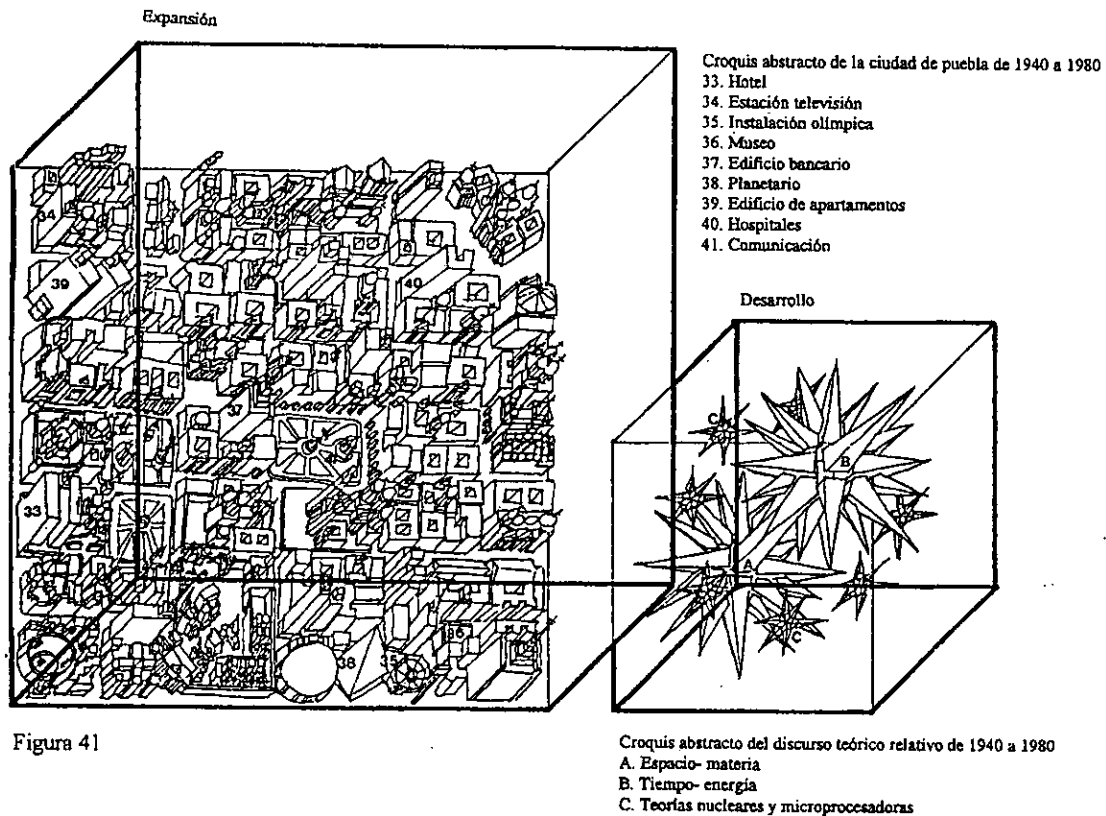 Expansión
Croquis abstracto de la ciudad de puebla de 1940 a 1980
33. Hotel
34. Estación televisión
35. Instalación olímpica
36. Museo
37. Edificio bancario
38. Planetario
39. Edificio de apartamentos
40. Hospitales
41. Comunicación
34
39
40
37
33
38
35
36
Desarrollo
C
B
A
C
Figura 41
Croquis abstracto del discurso teórico relativo de 1940 a 1980
A. Espacio- materia
B. Tiempo- energía
C. Teorías nucleares y microprocesadoras